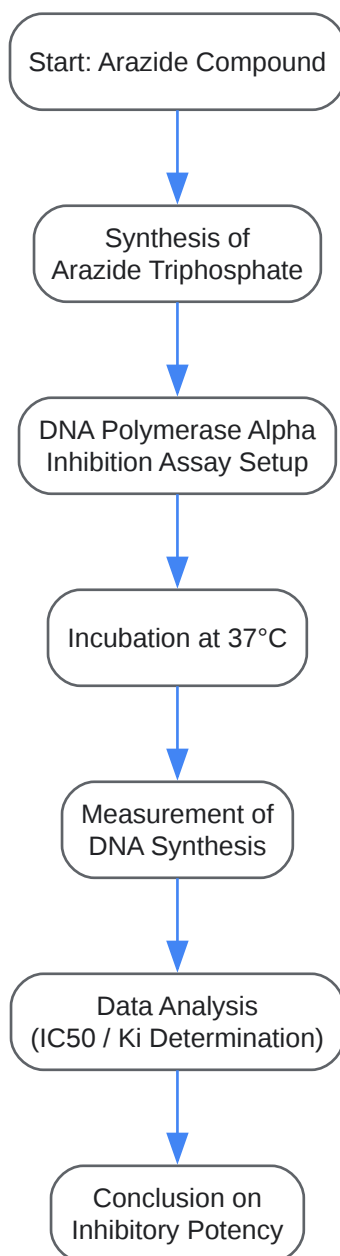 Start: Arazide Compound
Synthesis of
Arazide Triphosphate
DNA Polymerase Alpha
Inhibition Assay Setup
Incubation at 37°C
Measurement of
DNA Synthesis
Data Analysis
(IC50 / Ki Determination)
Conclusion on
Inhibitory Potency